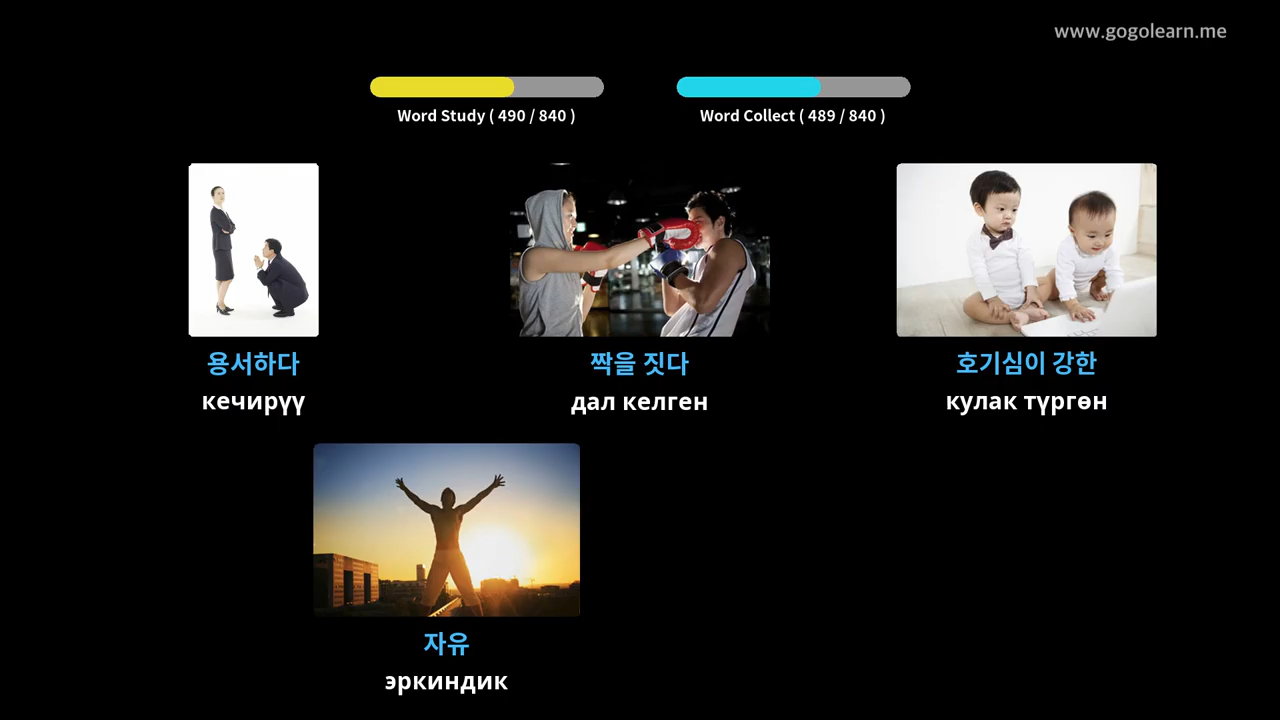 www.gogolearn.me
Word Study ( 490 / 840 )
Word Collect ( 489 / 840 )
용서하다
кечирүү
짝을 짓다
дал келген
호기심이 강한
кулак түргөн
자유
эркиндик